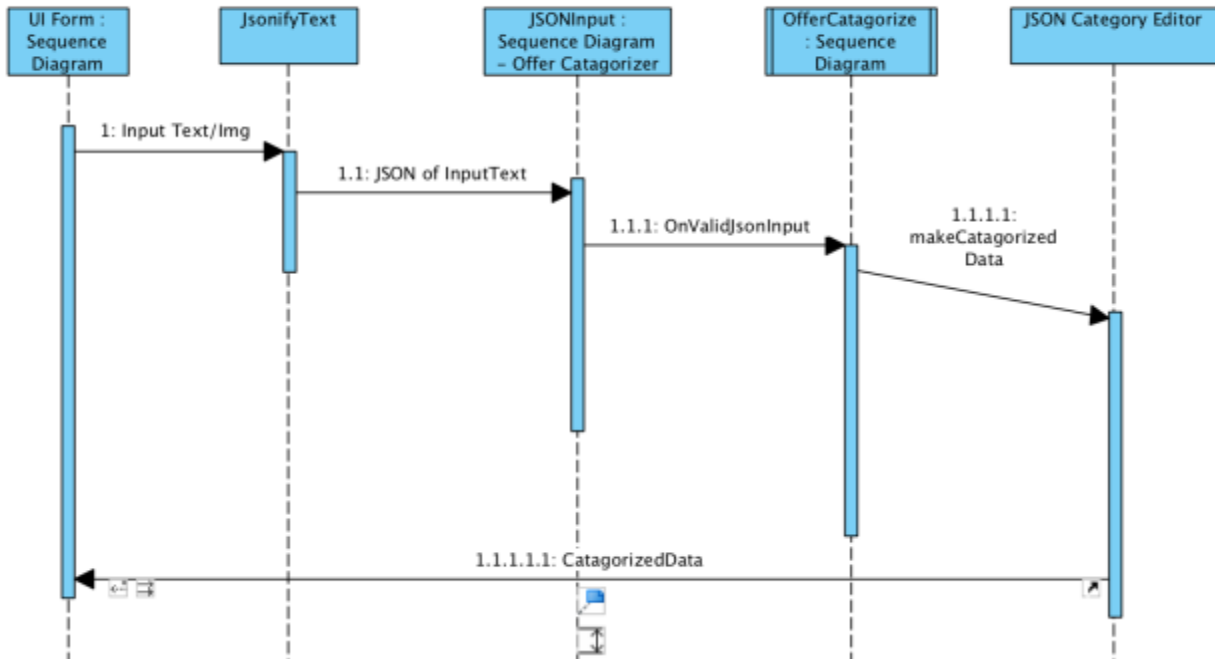 UI Form :
Sequence
Diagram
JsonifyText
JSONInput :
Sequence Diagram
– Offer Catagorizer
OfferCatagorize
: Sequence
Diagram
JSON Category Editor
1: Input Text/Img
1.1: JSON of InputText
1.1.1: OnValidJsonInput
1.1.1.1:
makeCatagorized
Data
1.1.1.1.1: CatagorizedData